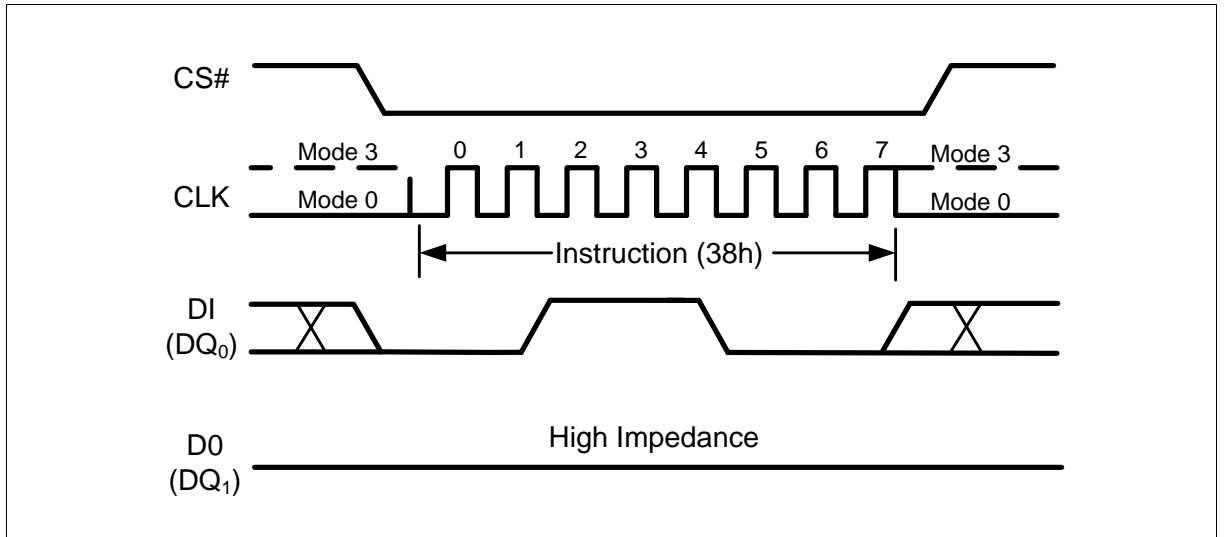 CS#
Mode 3 0 1 2 3 4 5 6 7 Mode 3
CLK
Mode 0 Mode 0
Instruction (38h)
DI
(DQ0)
High Impedance
D0
(DQ1)